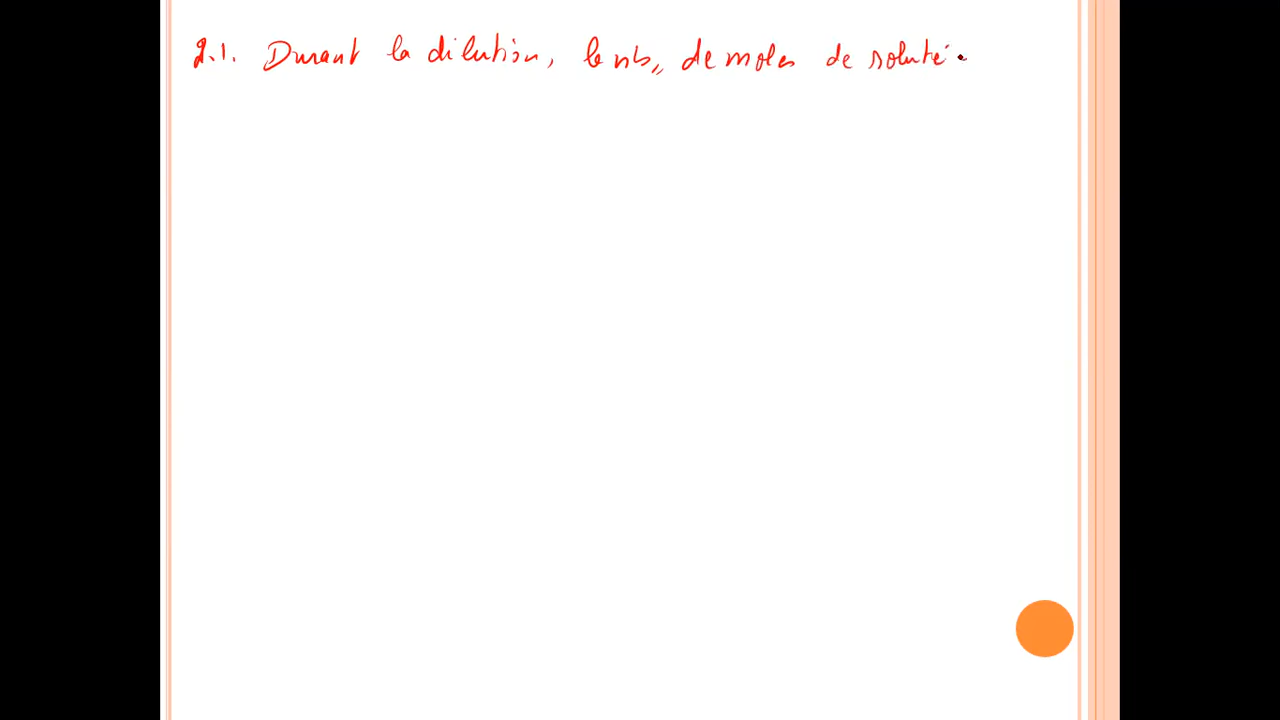 2.1. Durant la dilution, le nb,, de moles de soluté